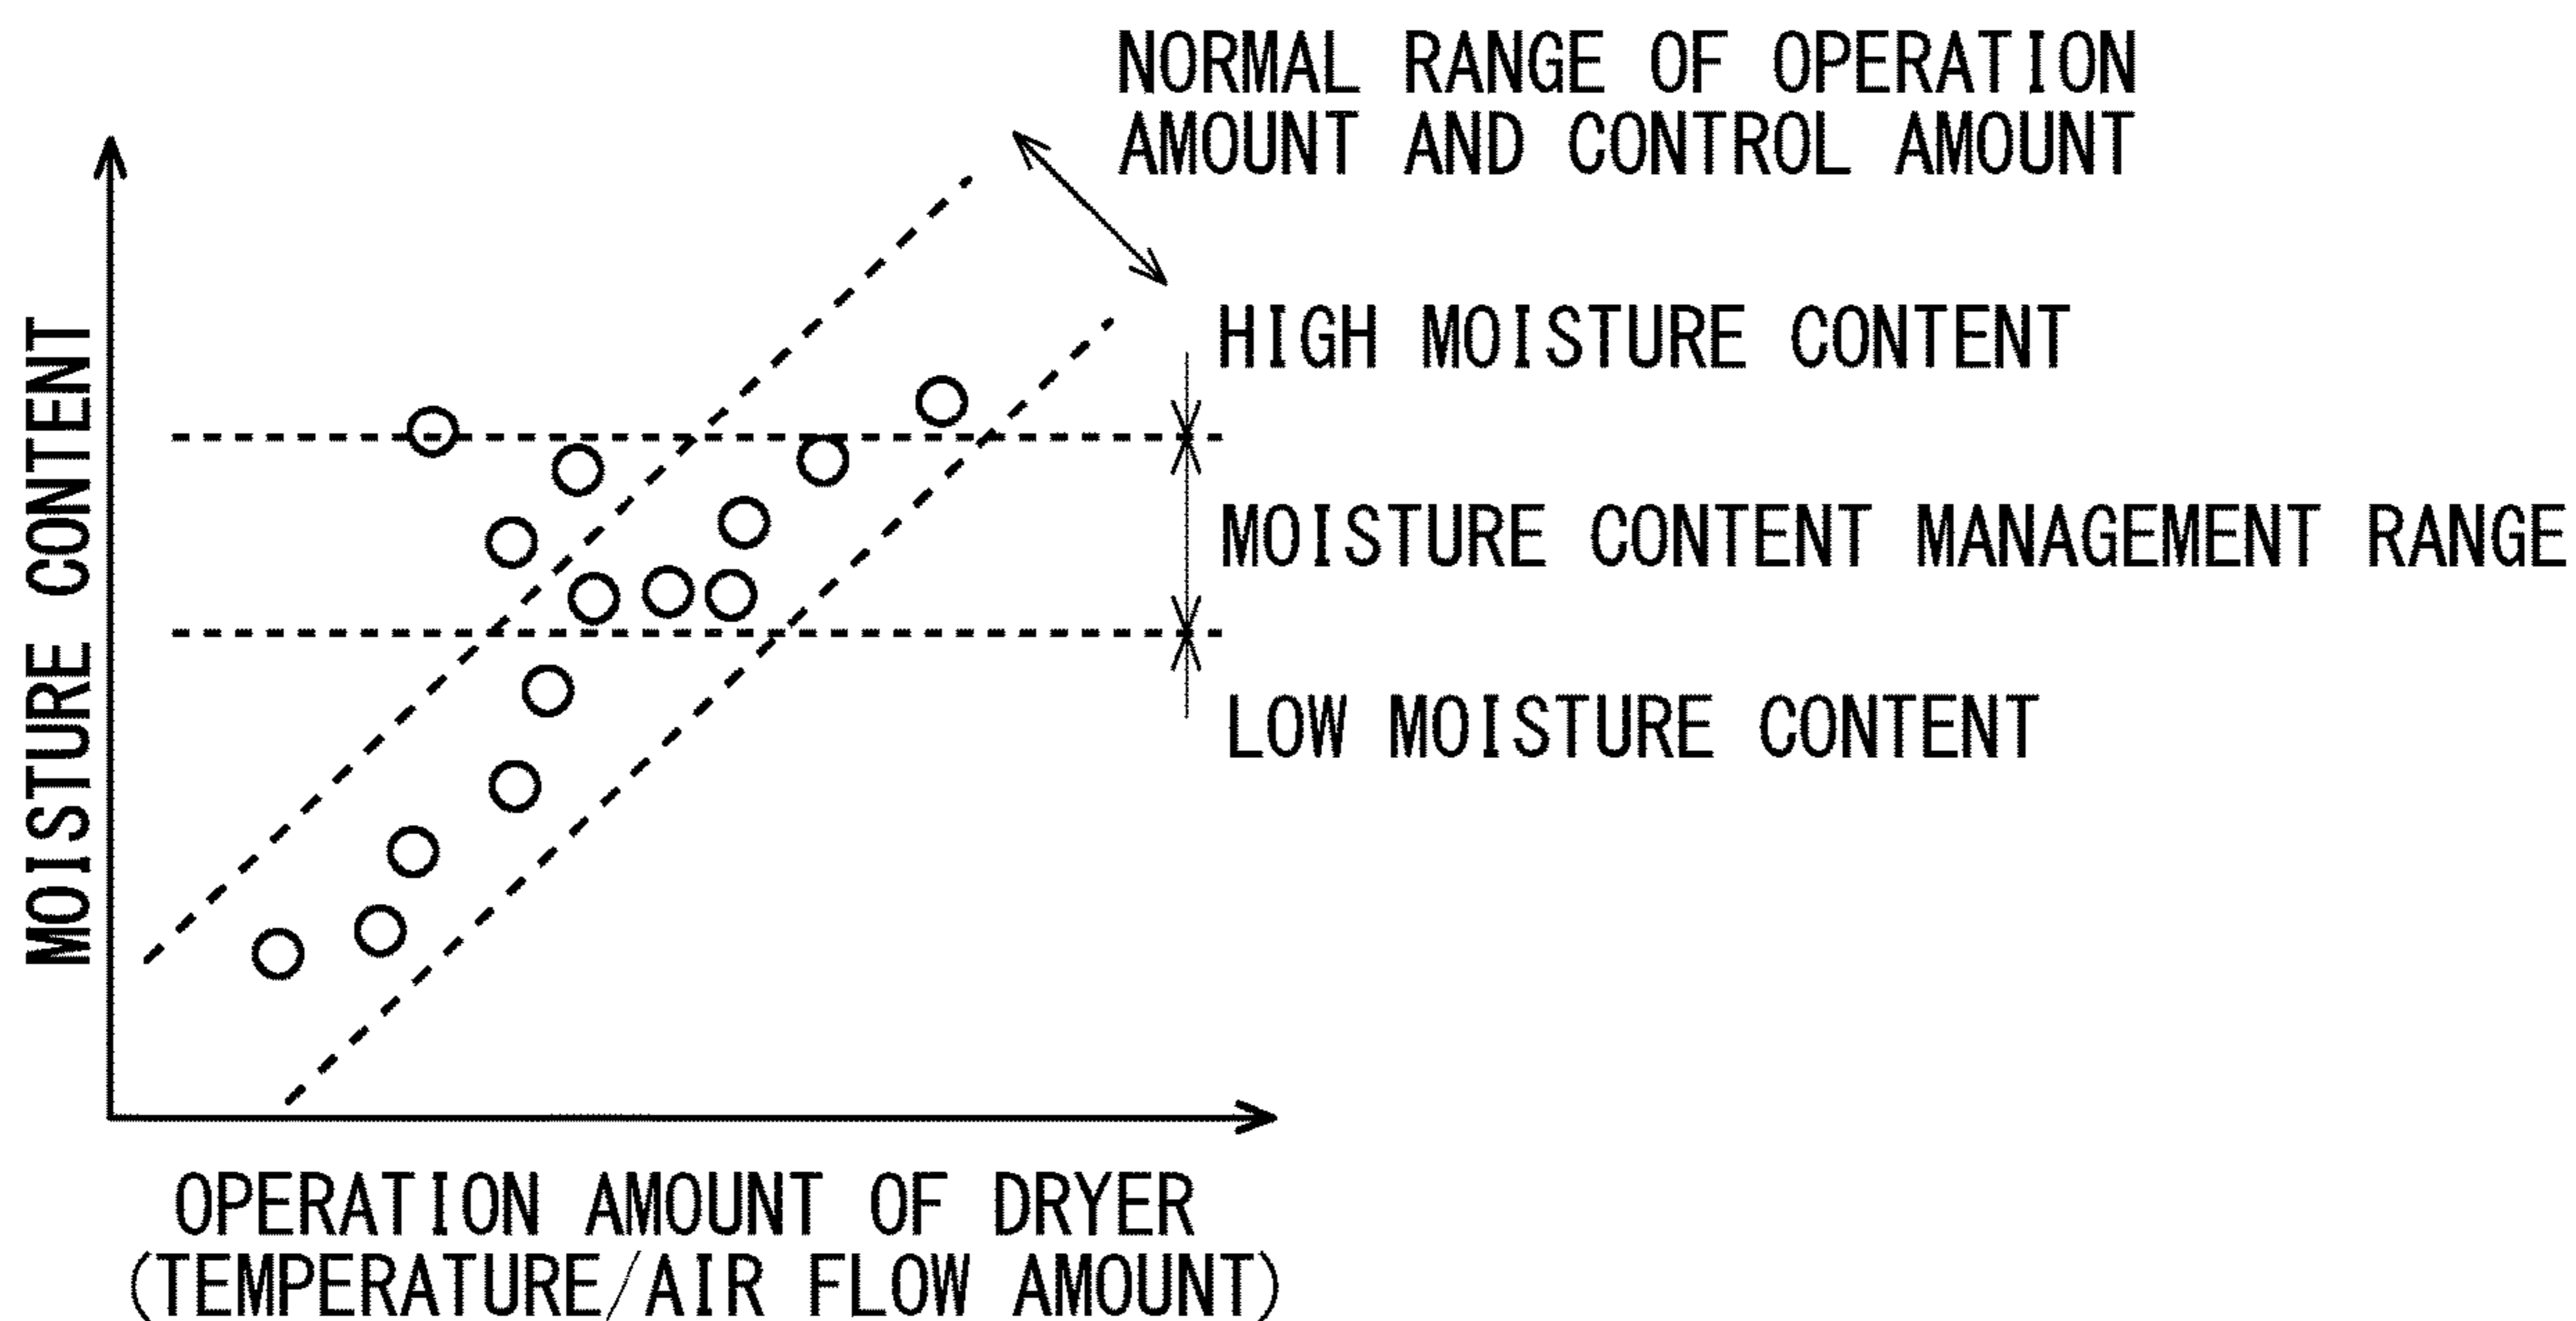 NORMAL RANGE OF OPERATION
AMOUNT AND CONTROL AMOUNT
HIGH MOISTURE CONTENT
MOISTURE CONTENT MANAGEMENT RANGE
LOW MOISTURE CONTENT
MOISTURE CONTENT
OPERATION AMOUNT OF DRYER
(TEMPERATURE/AIR FLOW AMOUNT)